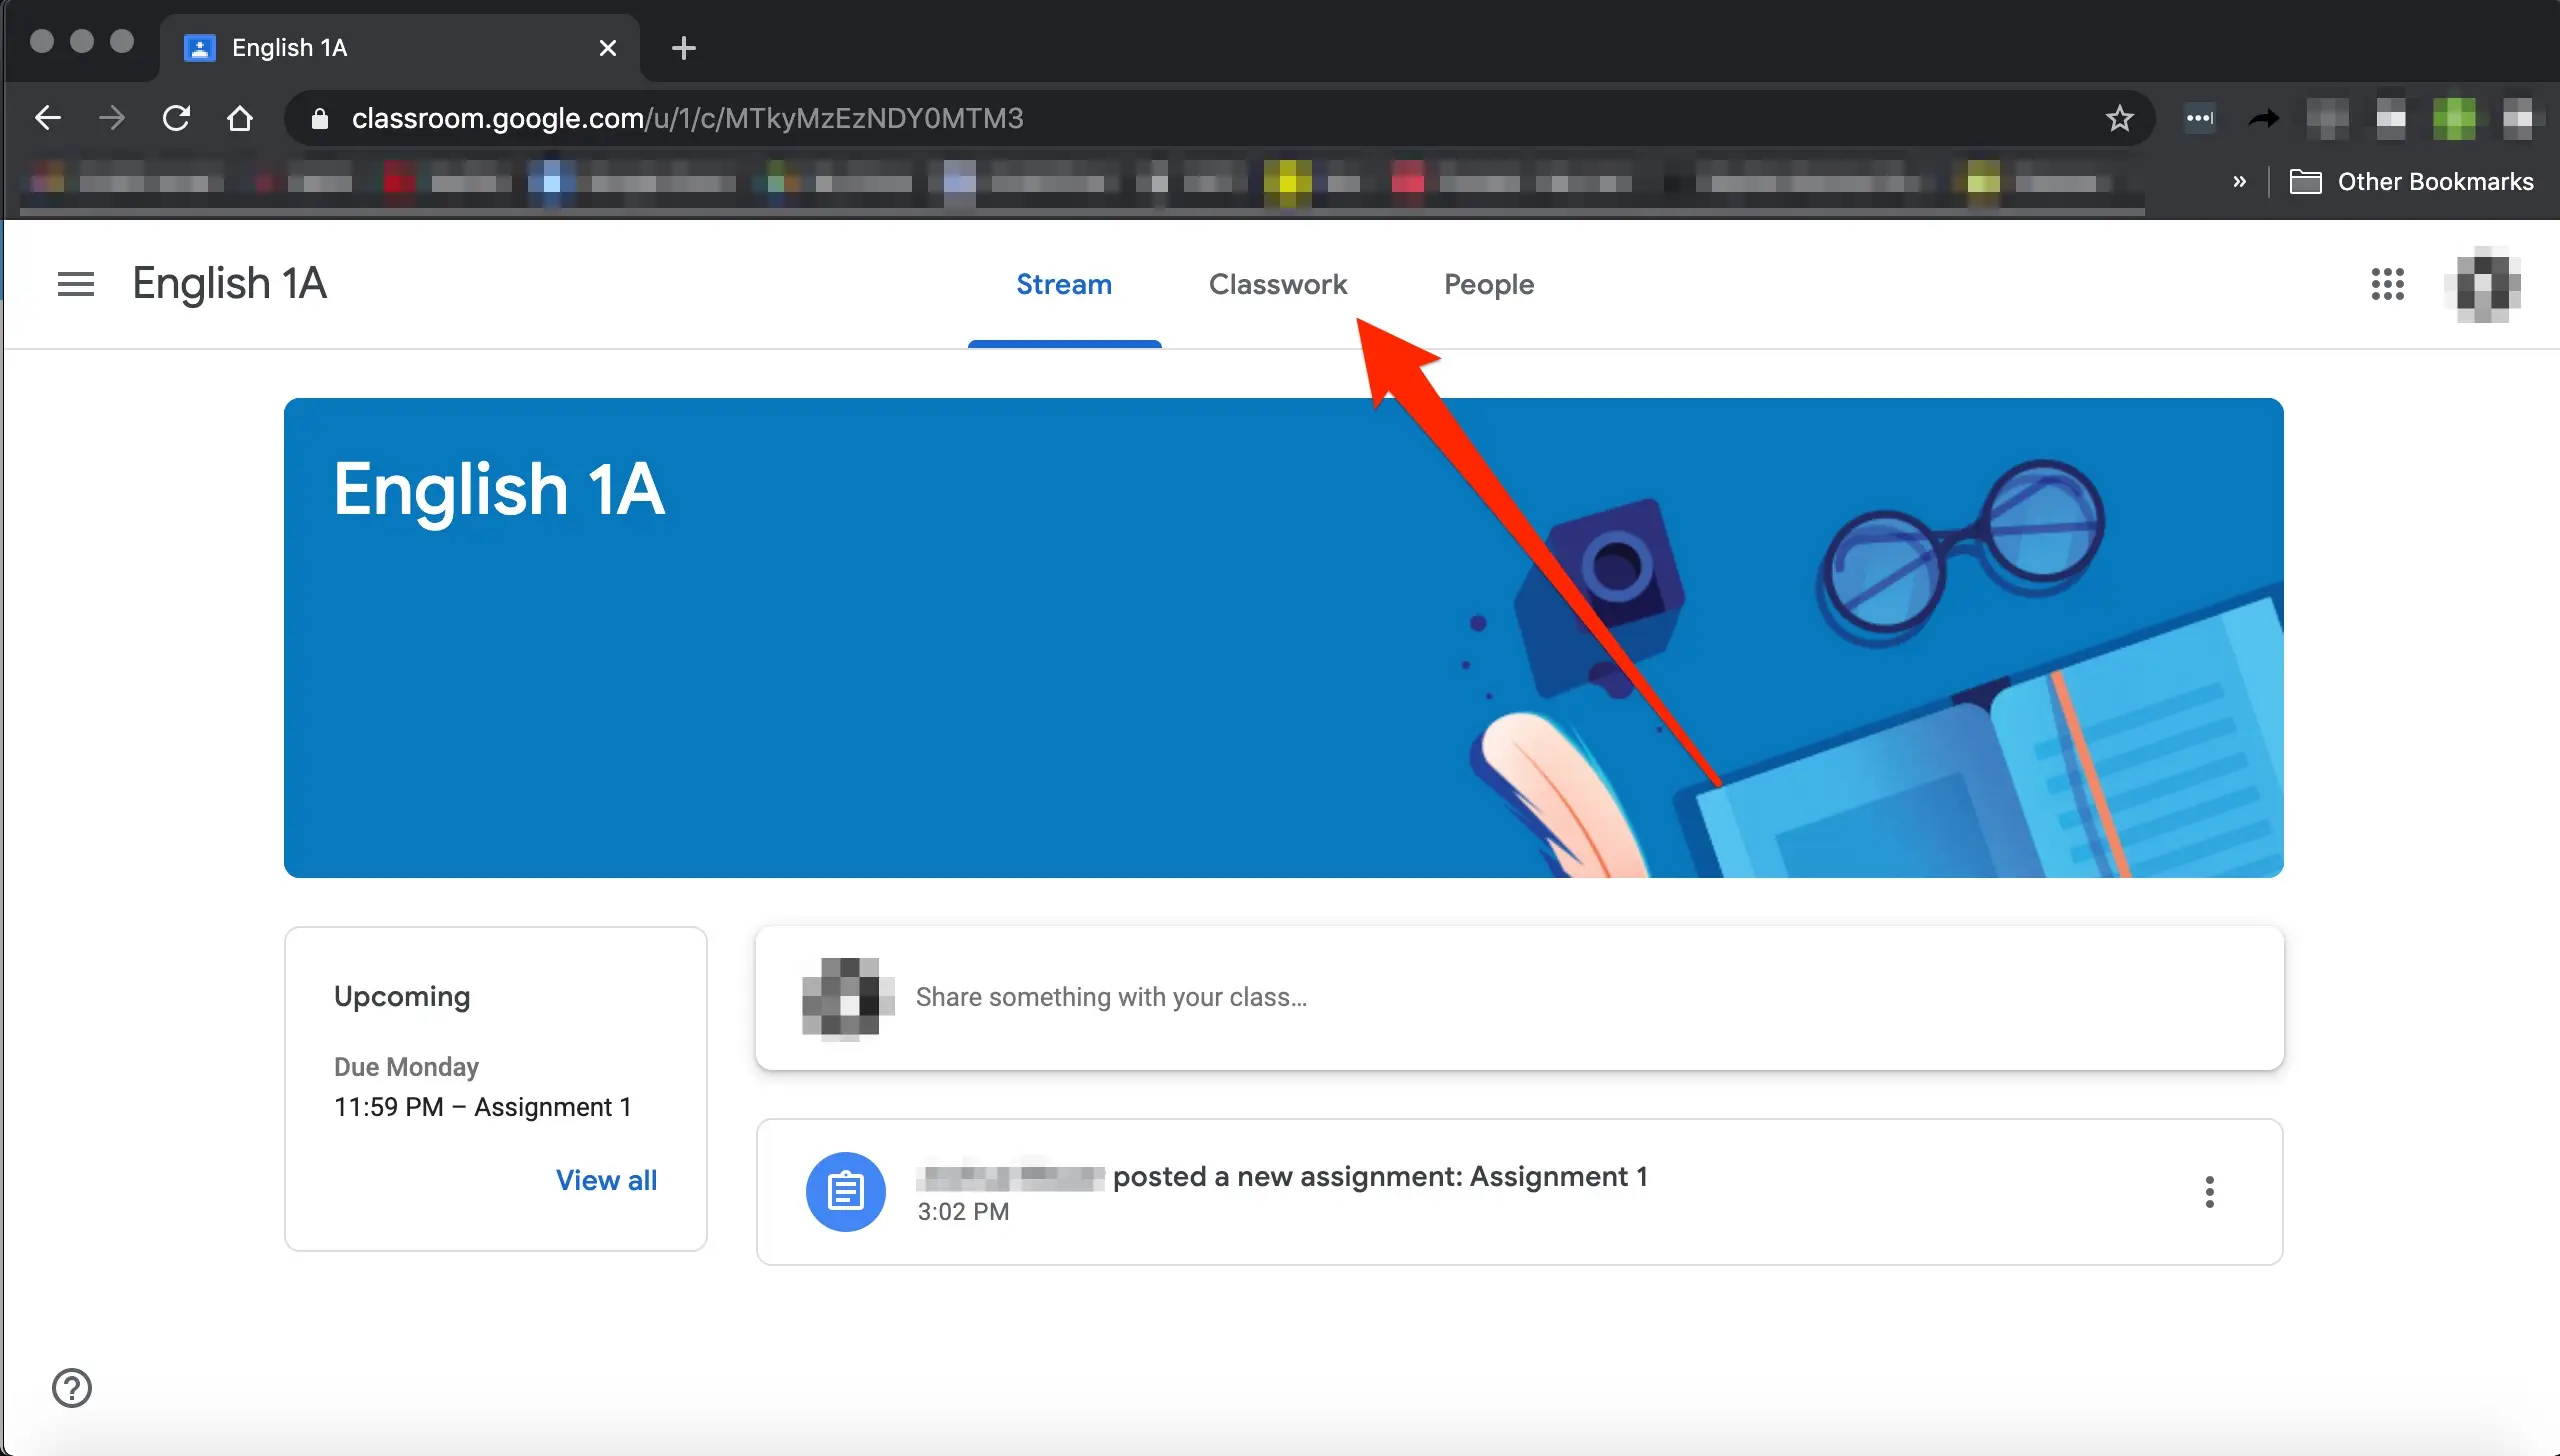 English 1A
classroom.google.com/u/1/c/MTkyMzEzNDY0MTM3
» Other Bookmarks
English 1A
Stream Classwork People
English 1A
Upcoming
Due Monday
11:59 PM – Assignment 1
View all
Share something with your class...
posted a new assignment: Assignment 1
3:02 PM